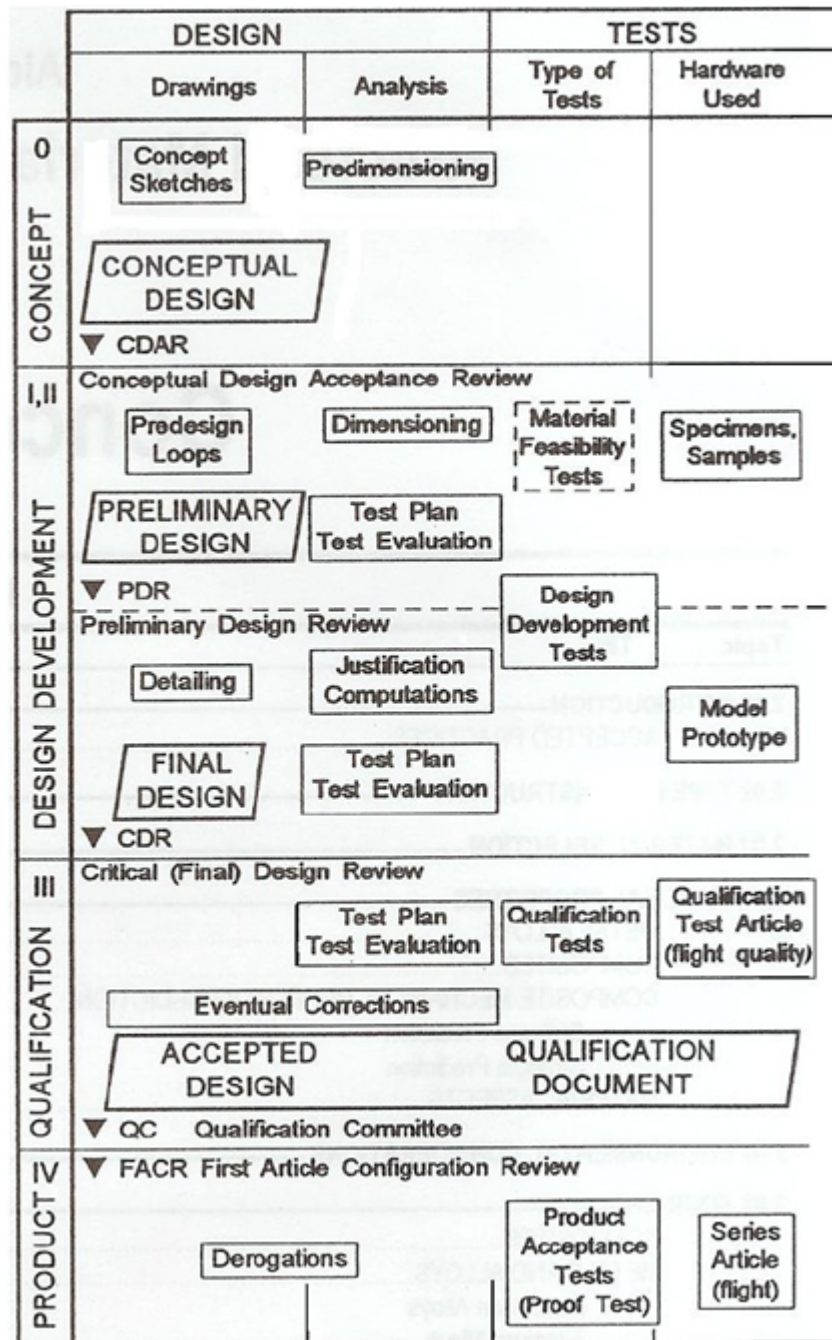 DESIGN
TESTS
Drawings
Analysis
Type of
Tests
Hardware
Used
CONCEPT
0
Concept
Sketches
Predimensioning
CONCEPTUAL
DESIGN
▼ CDAR
DESIGN DEVELOPMENT
I,II
Conceptual Design Acceptance Review
Predesign
Loops
Dimensioning
Material
Feasibility
Tests
Specimens,
Samples
PRELIMINARY
DESIGN
Test Plan
Test Evaluation
▼ PDR
Design
Development
Tests
Preliminary Design Review
Detailing
Justification
Computations
Model
Prototype
FINAL
DESIGN
Test Plan
Test Evaluation
▼ CDR
QUALIFICATION
III
Critical (Final) Design Review
Test Plan
Test Evaluation
Qualification
Tests
Qualification
Test Article
(flight quality)
Eventual Corrections
ACCEPTED
DESIGN
QUALIFICATION
DOCUMENT
▼ QC Qualification Committee
PRODUCT
IV
▼ FACR First Article Configuration Review
Derogations
Product
Acceptance
Tests
(Proof Test)
Series
Article
(flight)